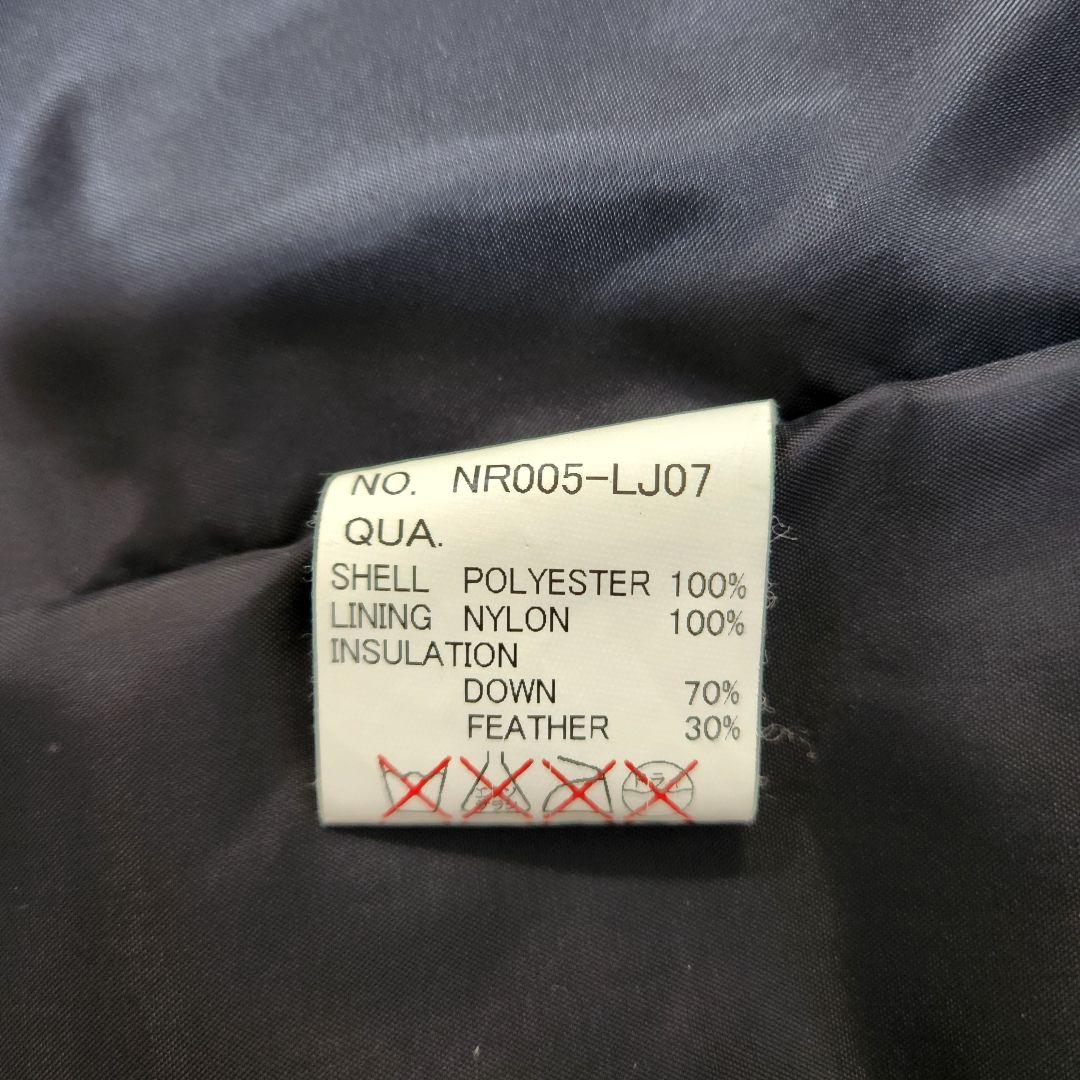 NO. NR005-LJ07
QUA.
SHELL POLYESTER 100%
LINING NYLON 100%
INSULATION
DOWN 70%
FEATHER 30%